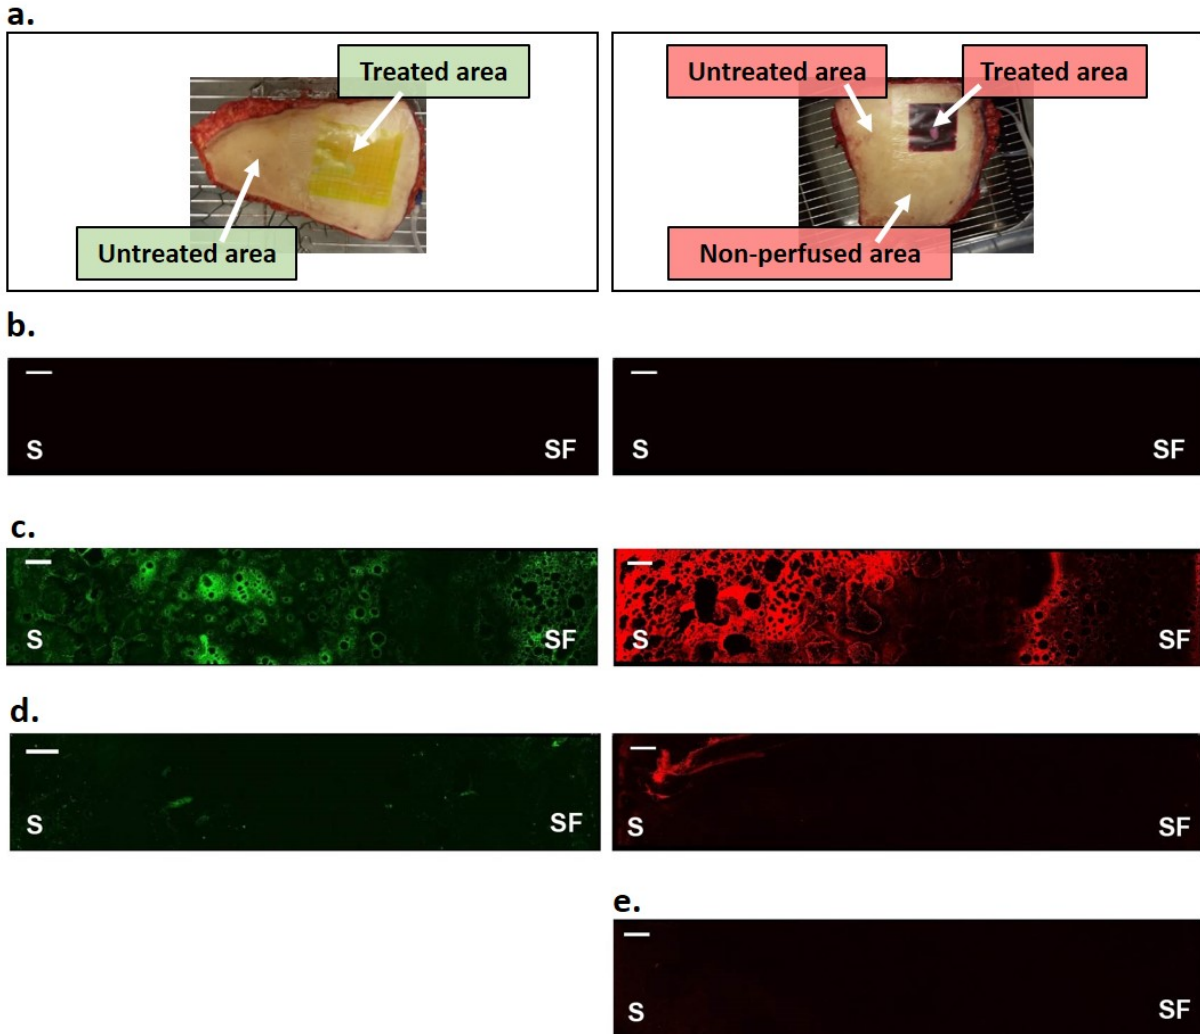 a.
Treated area
Untreated area
Untreated area
Treated area
Non-perfused area
b.
S
SF
S
SF
c.
S
SF
S
SF
d.
S
SF
S
SF
e.
S
SF